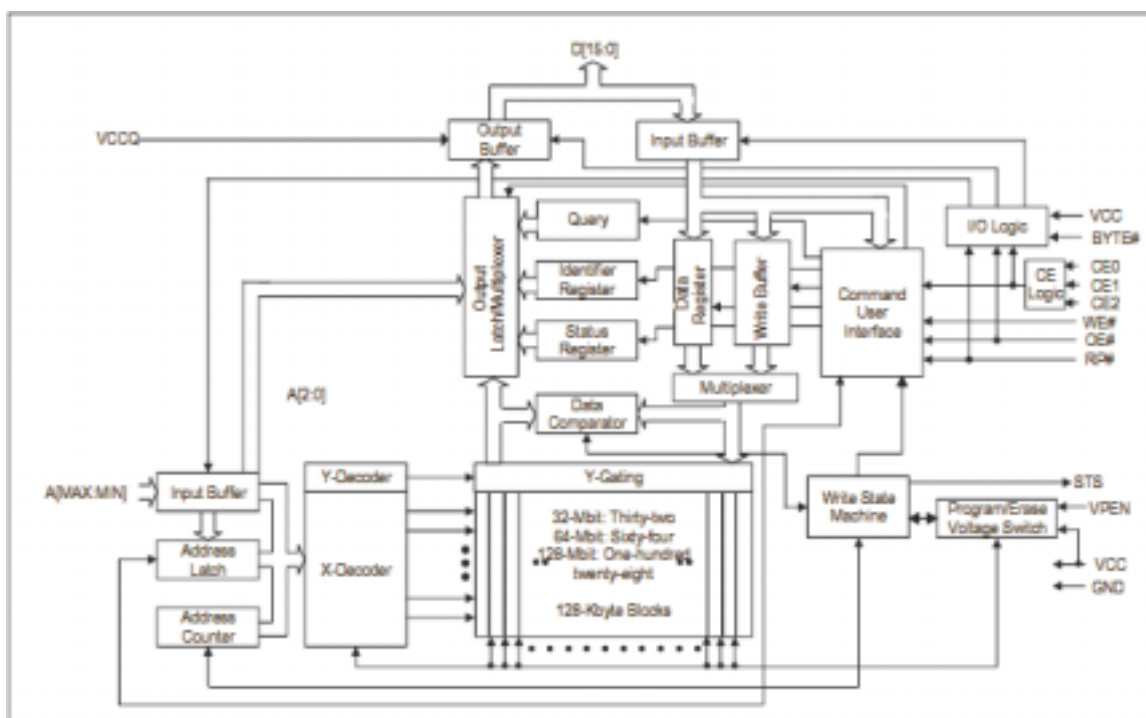 D[15:0]
VCCQ
Output
Buffer
Input Buffer
Query
I/O Logic
VCC
BYTE#
Output
Latch/Multiplexer
Identifier
Register
Data
Register
Write Buffer
Command
User
Interface
CE
Logic
CE0
CE1
CE2
WE#
OE#
RP#
Status
Register
Multiplexer
A[2:0]
Data
Comparator
A[MAX:MIN]
Input Buffer
Y-Decoder
Y-Gating
Write State
Machine
STS
Program/Erase
Voltage Switch
VPEN
32-Mbit: Thirty-two
64-Mbit: Sixty-four
128-Mbit: One-hundred
twenty-eight
128-Kbyte Blocks
Address
Latch
X-Decoder
VCC
GND
Address
Counter